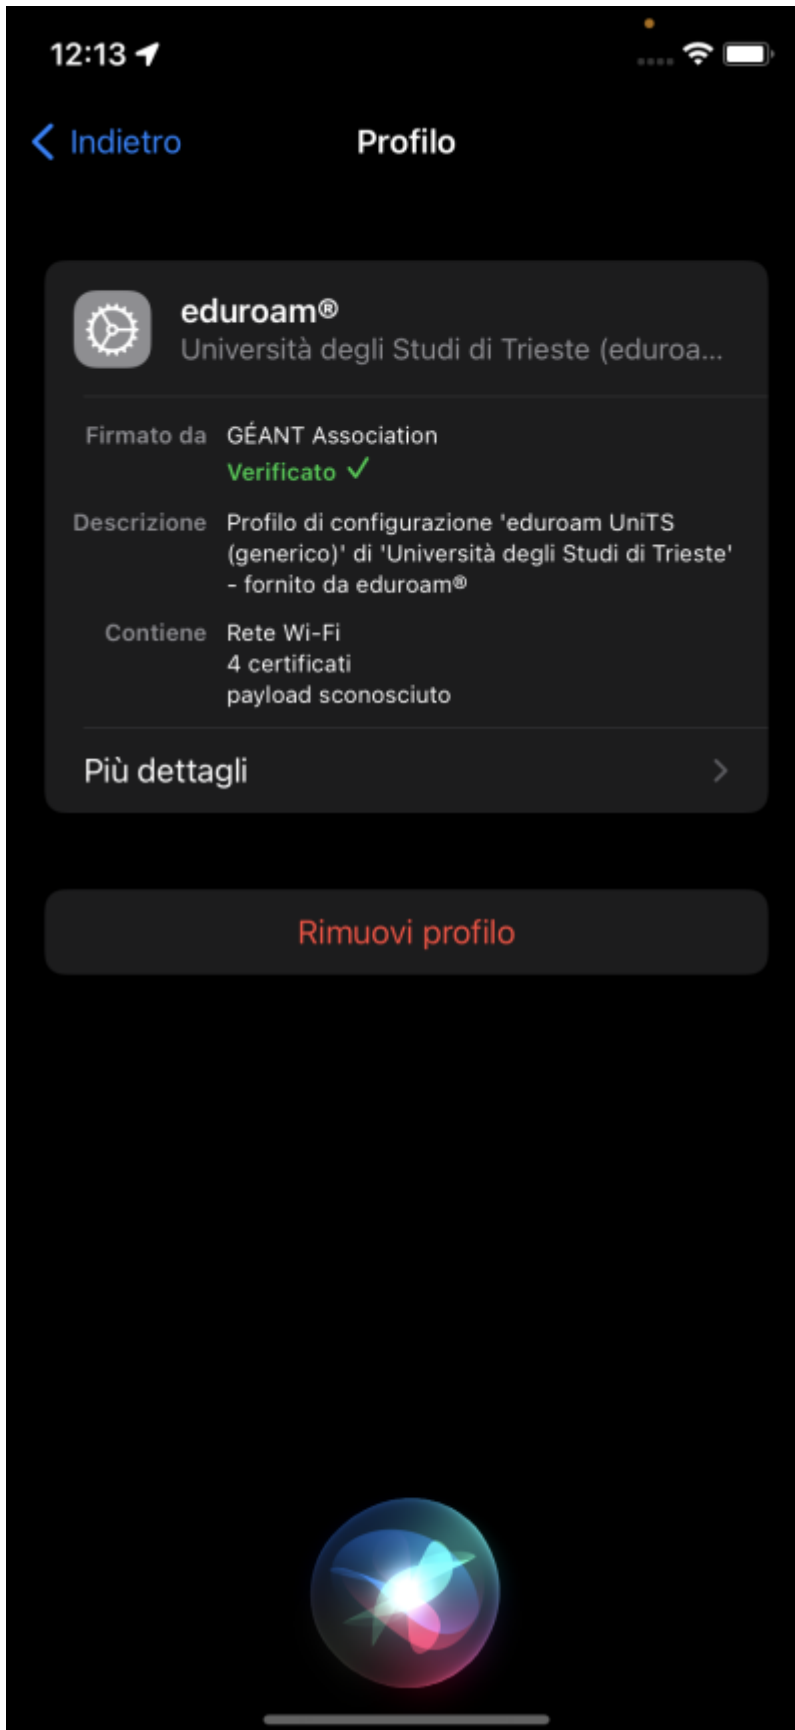 12:13
Indietro
Profilo
eduroam®
Università degli Studi di Trieste (eduroa...
Firmato da GÉANT Association
Verificato ✓
Descrizione Profilo di configurazione 'eduroam UniTS
(generico)' di 'Università degli Studi di Trieste'
- fornito da eduroam®
Contiene Rete Wi-Fi
4 certificati
payload sconosciuto
Più dettagli
Rimuovi profilo